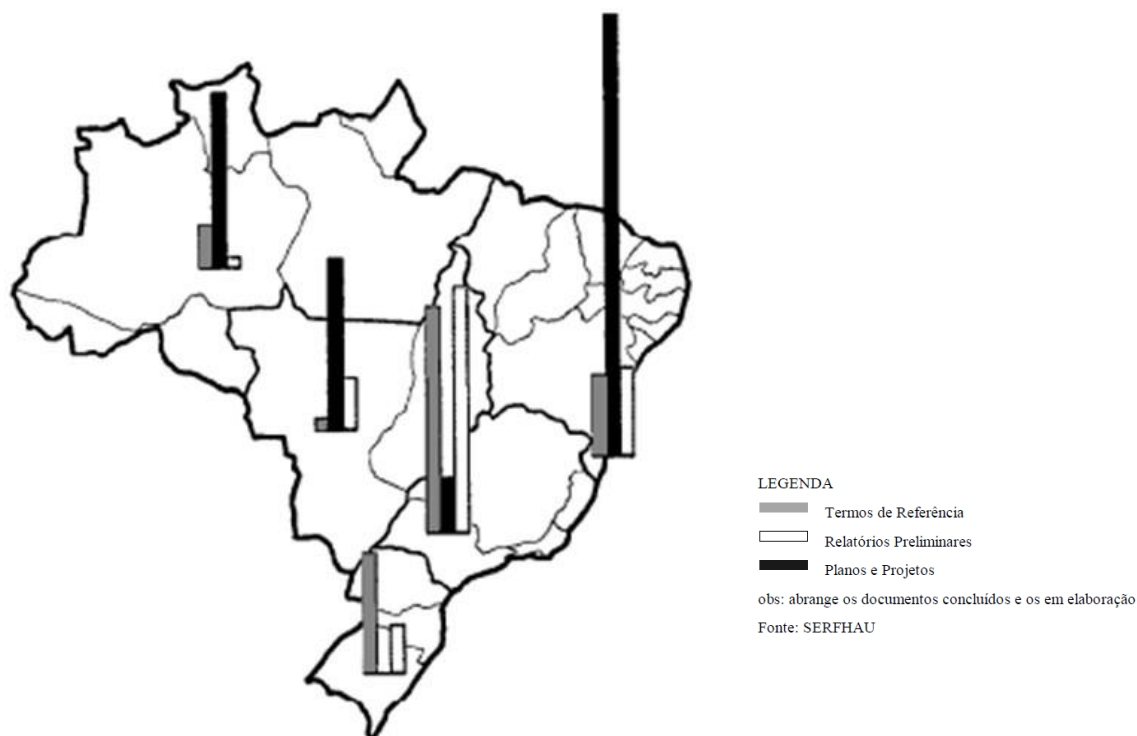 LEGENDA
Termos de Referência
Relatórios Preliminares
Planos e Projetos
obs: abrange os documentos concluídos e os em elaboração
Fonte: SERFHAU